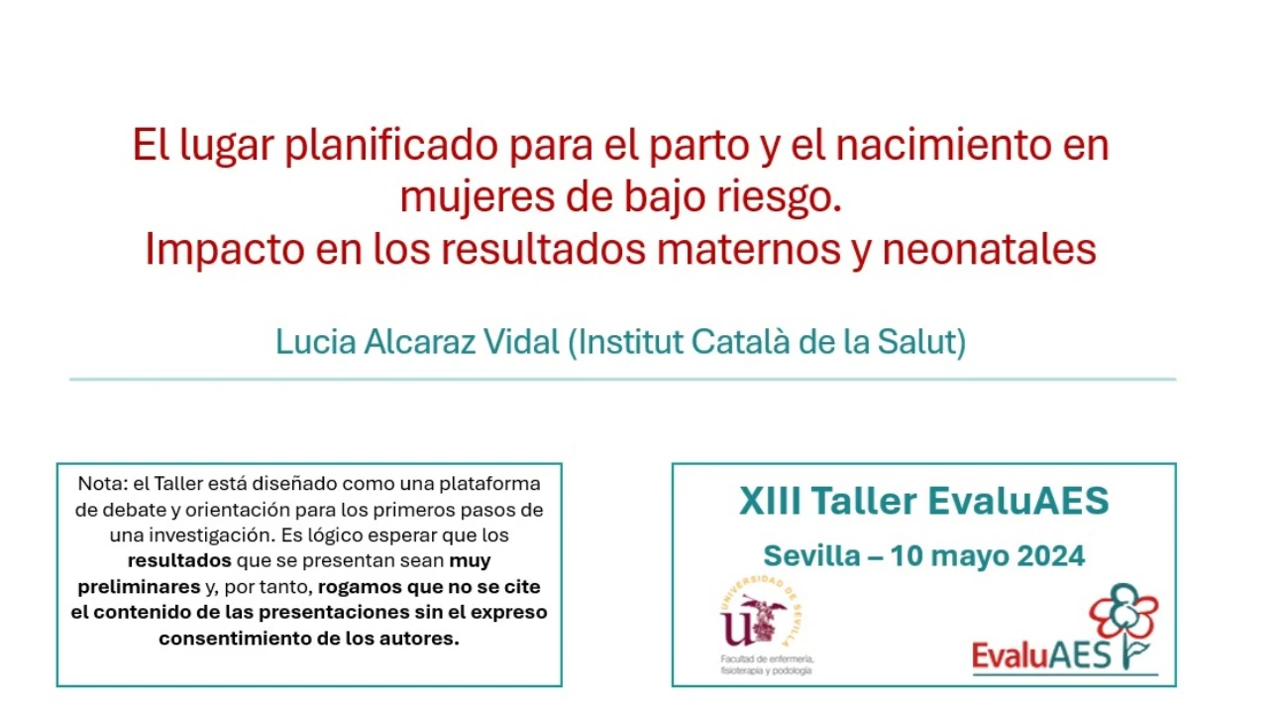 El lugar planificado para el parto y el nacimiento en
mujeres de bajo riesgo.
Impacto en los resultados maternos y neonatales
Lucia Alcaraz Vidal (Institut Català de la Salut)
Nota: el Taller está diseñado como una plataforma
de debate y orientación para los primeros pasos de
una investigación. Es lógico esperar que los
resultados que se presentan sean muy
preliminares y, por tanto, rogamos que no se cite
el contenido de las presentaciones sin el expreso
consentimiento de los autores.
XIII Taller EvaluAES
Sevilla – 10 mayo 2024
UNIVERSIDAD DE SEVILLA
us
Facultad de enfermería,
fisioterapia y podología
EvaluAES